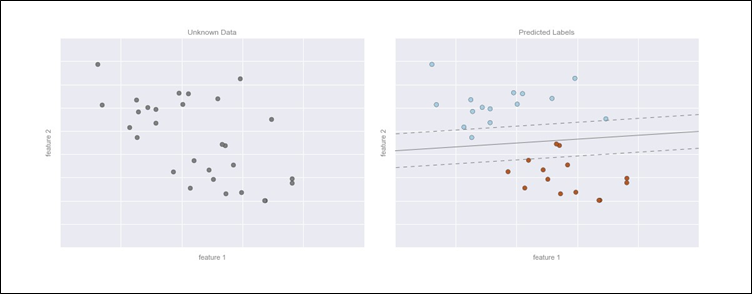 Unknown Data
feature 2
feature 1
Predicted Labels
feature 2
feature 1